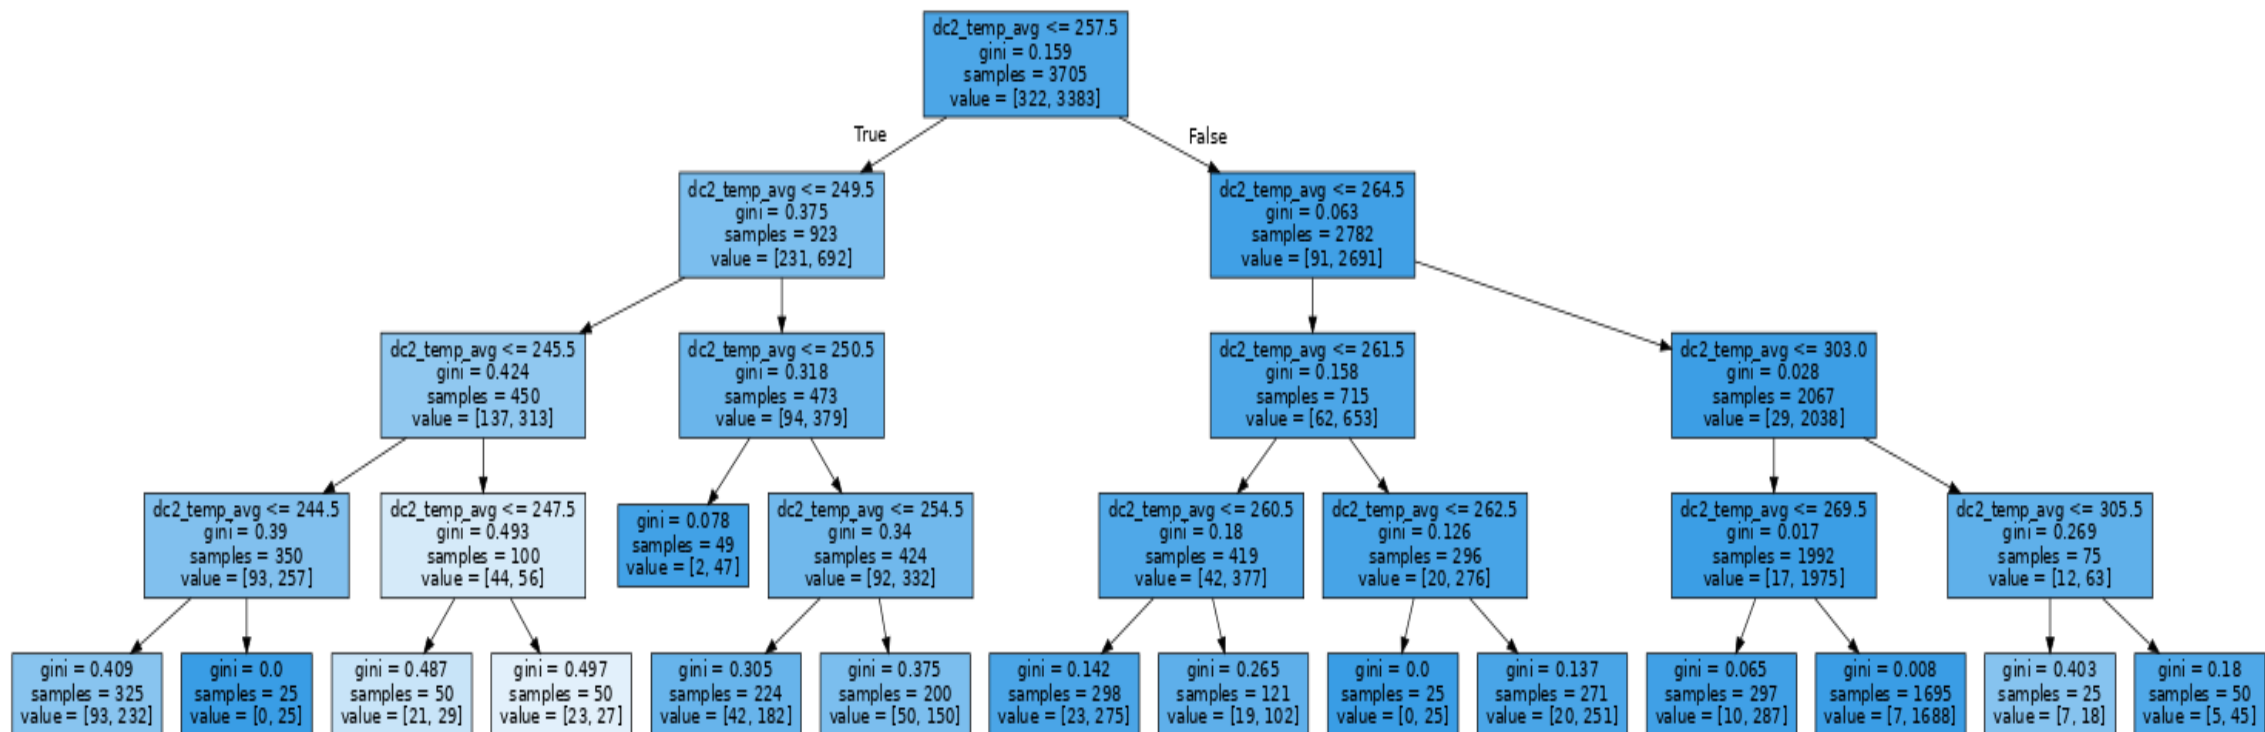 dc2_temp_avg <= 257.5
gini = 0.159
samples = 3705
value = [322, 3383]
True
False
dc2_temp_avg <= 249.5
gini = 0.375
samples = 923
value = [231, 692]
dc2_temp_avg <= 264.5
gini = 0.063
samples = 2782
value = [91, 2691]
dc2_temp_avg <= 245.5
gini = 0.424
samples = 450
value = [137, 313]
dc2_temp_avg <= 250.5
gini = 0.318
samples = 473
value = [94, 379]
dc2_temp_avg <= 261.5
gini = 0.158
samples = 715
value = [62, 653]
dc2_temp_avg <= 303.0
gini = 0.028
samples = 2067
value = [29, 2038]
dc2_temp_avg <= 244.5
gini = 0.39
samples = 350
value = [93, 257]
dc2_temp_avg <= 247.5
gini = 0.493
samples = 100
value = [44, 56]
gini = 0.078
samples = 49
value = [2, 47]
dc2_temp_avg <= 254.5
gini = 0.34
samples = 424
value = [92, 332]
dc2_temp_avg <= 260.5
gini = 0.18
samples = 419
value = [42, 377]
dc2_temp_avg <= 262.5
gini = 0.126
samples = 296
value = [20, 276]
dc2_temp_avg <= 269.5
gini = 0.017
samples = 1992
value = [17, 1975]
dc2_temp_avg <= 305.5
gini = 0.269
samples = 75
value = [12, 63]
gini = 0.409
samples = 325
value = [93, 232]
gini = 0.0
samples = 25
value = [0, 25]
gini = 0.487
samples = 50
value = [21, 29]
gini = 0.497
samples = 50
value = [23, 27]
gini = 0.305
samples = 224
value = [42, 182]
gini = 0.375
samples = 200
value = [50, 150]
gini = 0.142
samples = 298
value = [23, 275]
gini = 0.265
samples = 121
value = [19, 102]
gini = 0.0
samples = 25
value = [0, 25]
gini = 0.137
samples = 271
value = [20, 251]
gini = 0.065
samples = 297
value = [10, 287]
gini = 0.008
samples = 1695
value = [7, 1688]
gini = 0.403
samples = 25
value = [7, 18]
gini = 0.18
samples = 50
value = [5, 45]